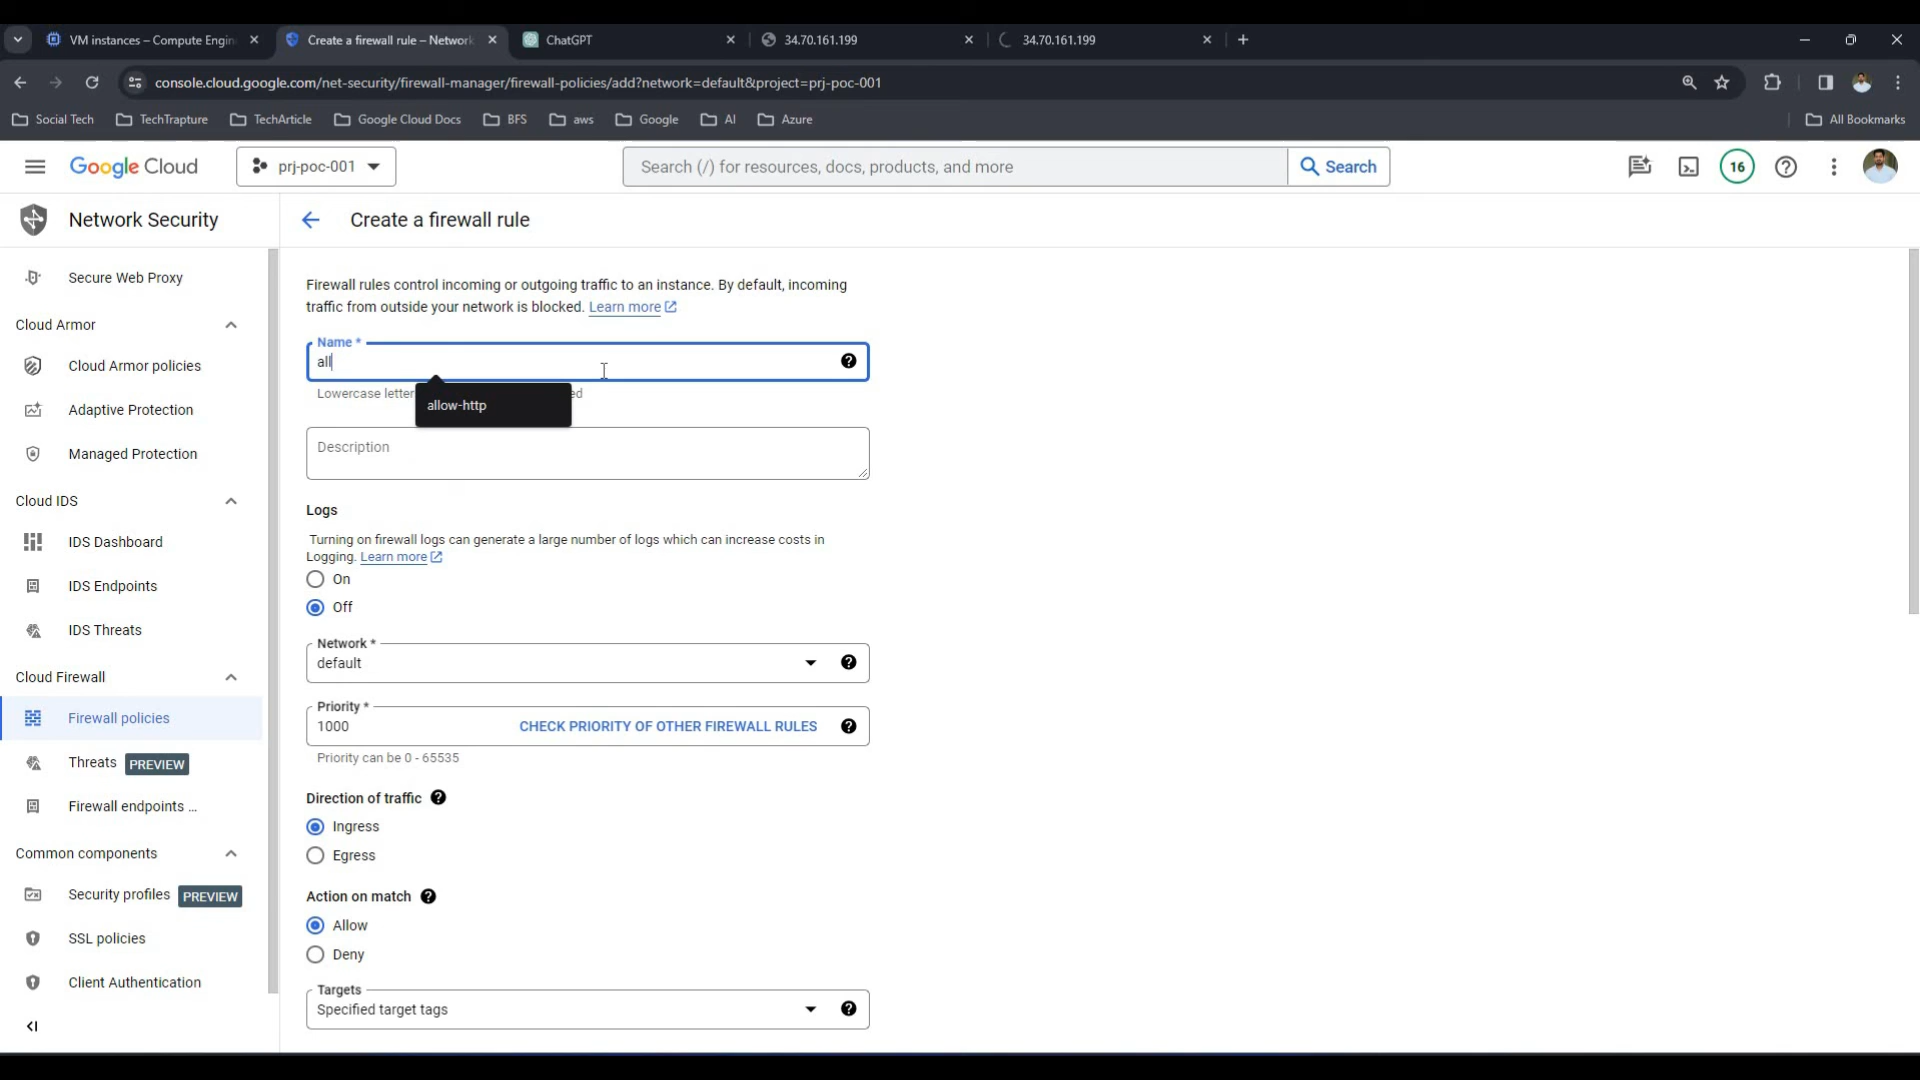 VM instances – Compute Engin
Create a firewall rule – Network
ChatGPT
34.70.161.199
34.70.161.199
console.cloud.google.com/net-security/firewall-manager/firewall-policies/add?network=default&project=prj-poc-001
Social Tech
TechTrapture
TechArticle
Google Cloud Docs
BFS
aws
Google
AI
Azure
All Bookmarks
Google Cloud
prj-poc-001
Search (/) for resources, docs, products, and more
Search
16
Network Security
Create a firewall rule
Secure Web Proxy
Cloud Armor
Cloud Armor policies
Adaptive Protection
Managed Protection
Cloud IDS
IDS Dashboard
IDS Endpoints
IDS Threats
Cloud Firewall
Firewall policies
Threats PREVIEW
Firewall endpoints ...
Common components
Security profiles PREVIEW
SSL policies
Client Authentication
Firewall rules control incoming or outgoing traffic to an instance. By default, incoming
traffic from outside your network is blocked. Learn more
Name *
all
Lowercase letter
ed
allow-http
Description
Logs
Turning on firewall logs can generate a large number of logs which can increase costs in
Logging. Learn more
On
Off
Network *
default
Priority *
1000 CHECK PRIORITY OF OTHER FIREWALL RULES
Priority can be 0 - 65535
Direction of traffic
Ingress
Egress
Action on match
Allow
Deny
Targets
Specified target tags